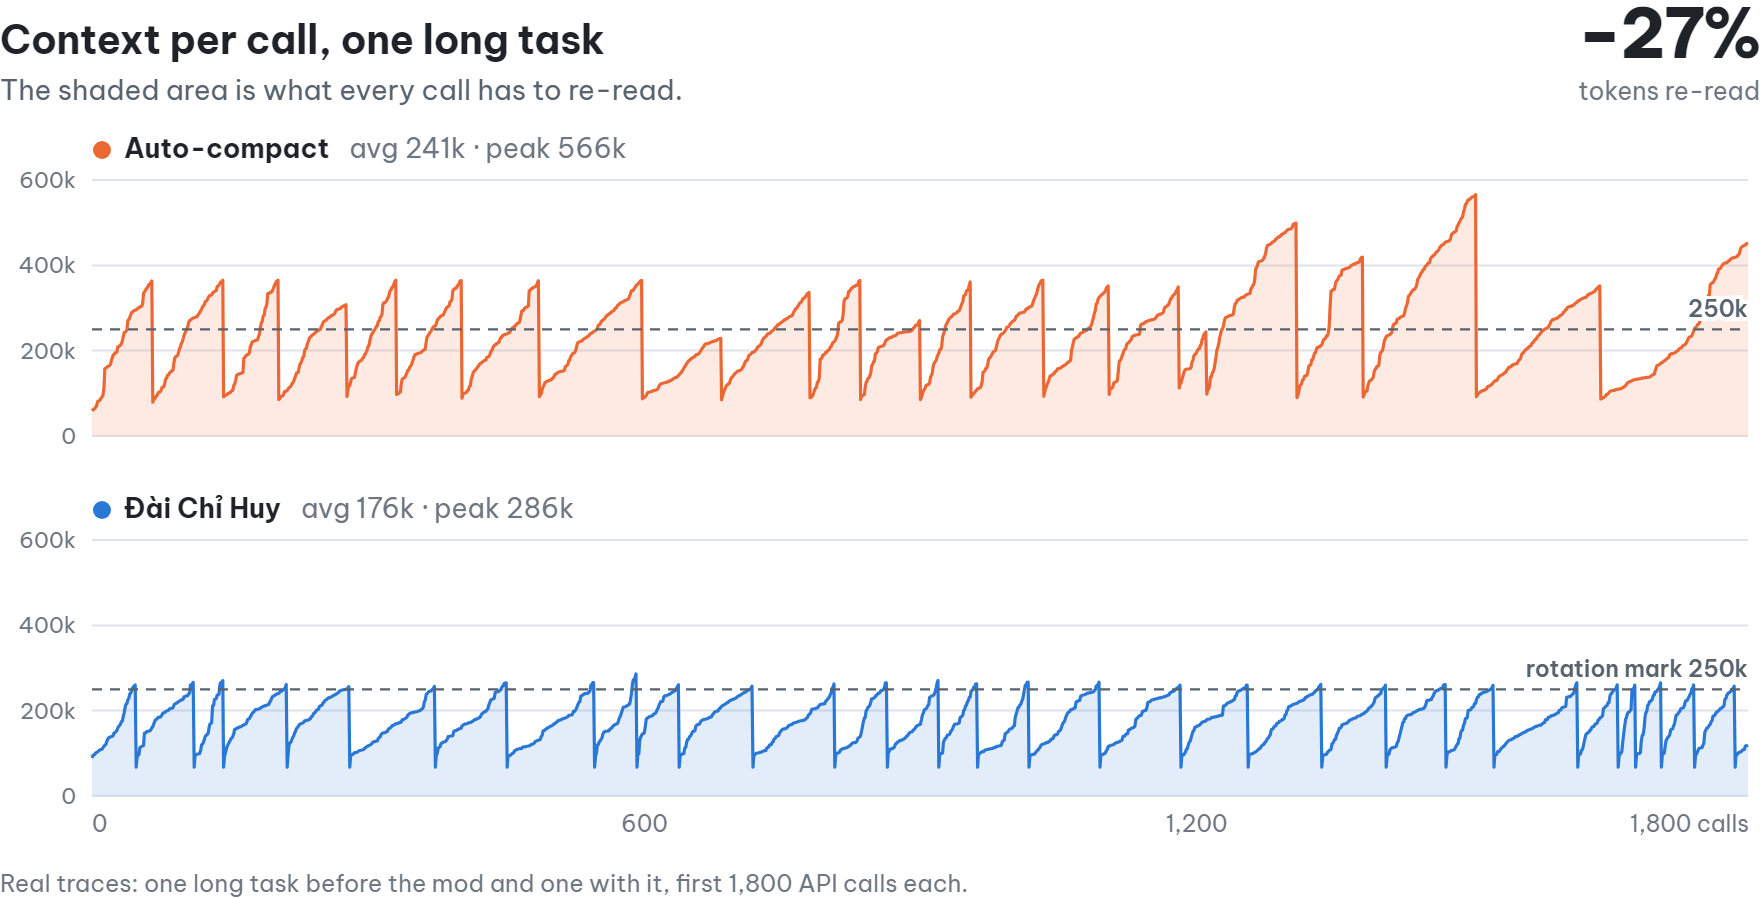 Context per call, one long task
−27%
The shaded area is what every call has to re-read.
tokens re-read
Auto-compact avg 241k · peak 566k
600k
400k
250k
200k
0
Đài Chỉ Huy avg 176k · peak 286k
600k
400k
rotation mark 250k
200k
0
0 600 1,200 1,800 calls
Real traces: one long task before the mod and one with it, first 1,800 API calls each.